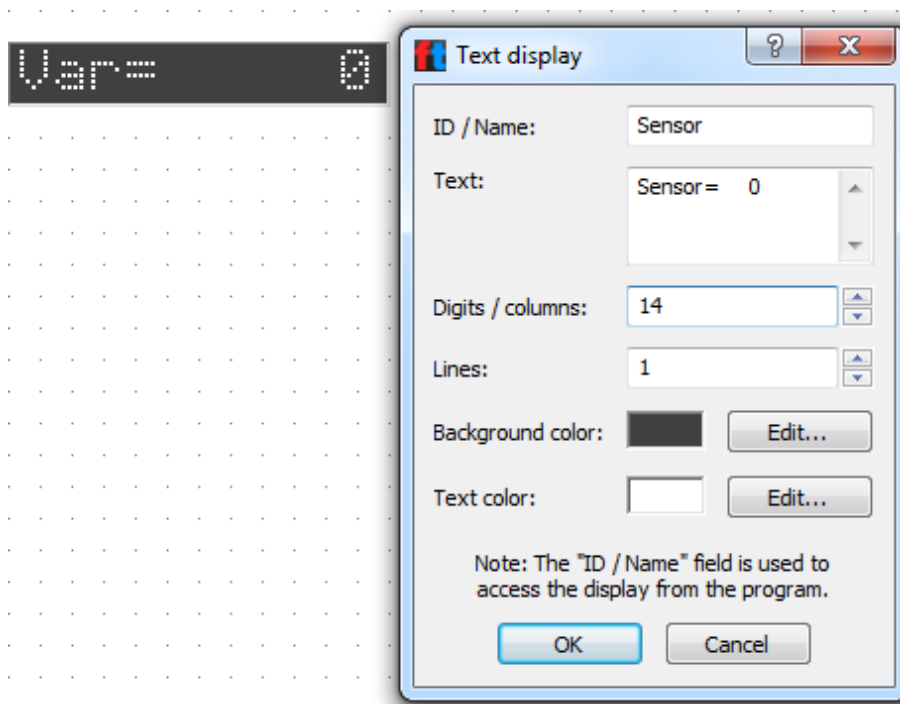 Var= 0
ft Text display
ID / Name: Sensor
Text: Sensor= 0
Digits / columns: 14
Lines: 1
Background color: Edit...
Text color: Edit...
Note: The "ID / Name" field is used to
access the display from the program.
OK Cancel